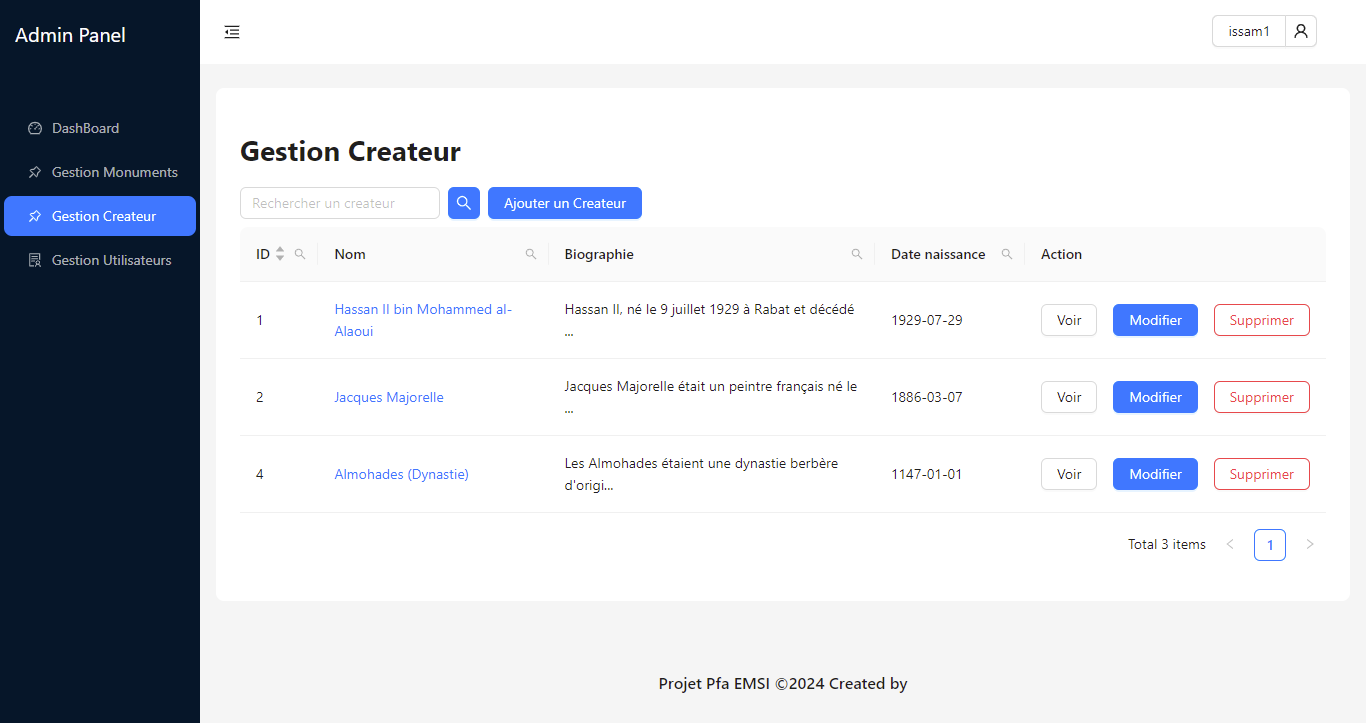 Admin Panel
issam1
DashBoard
Gestion Monuments
Gestion Createur
Gestion Utilisateurs
Gestion Createur
Rechercher un createur
Ajouter un Createur
ID Nom Biographie Date naissance Action
1 Hassan II bin Mohammed al-Alaoui Hassan II, né le 9 juillet 1929 à Rabat et décédé ... 1929-07-29 Voir Modifier Supprimer
2 Jacques Majorelle Jacques Majorelle était un peintre français né le ... 1886-03-07 Voir Modifier Supprimer
4 Almohades (Dynastie) Les Almohades étaient une dynastie berbère d'origi... 1147-01-01 Voir Modifier Supprimer
Total 3 items < 1 >
Projet Pfa EMSI ©2024 Created by